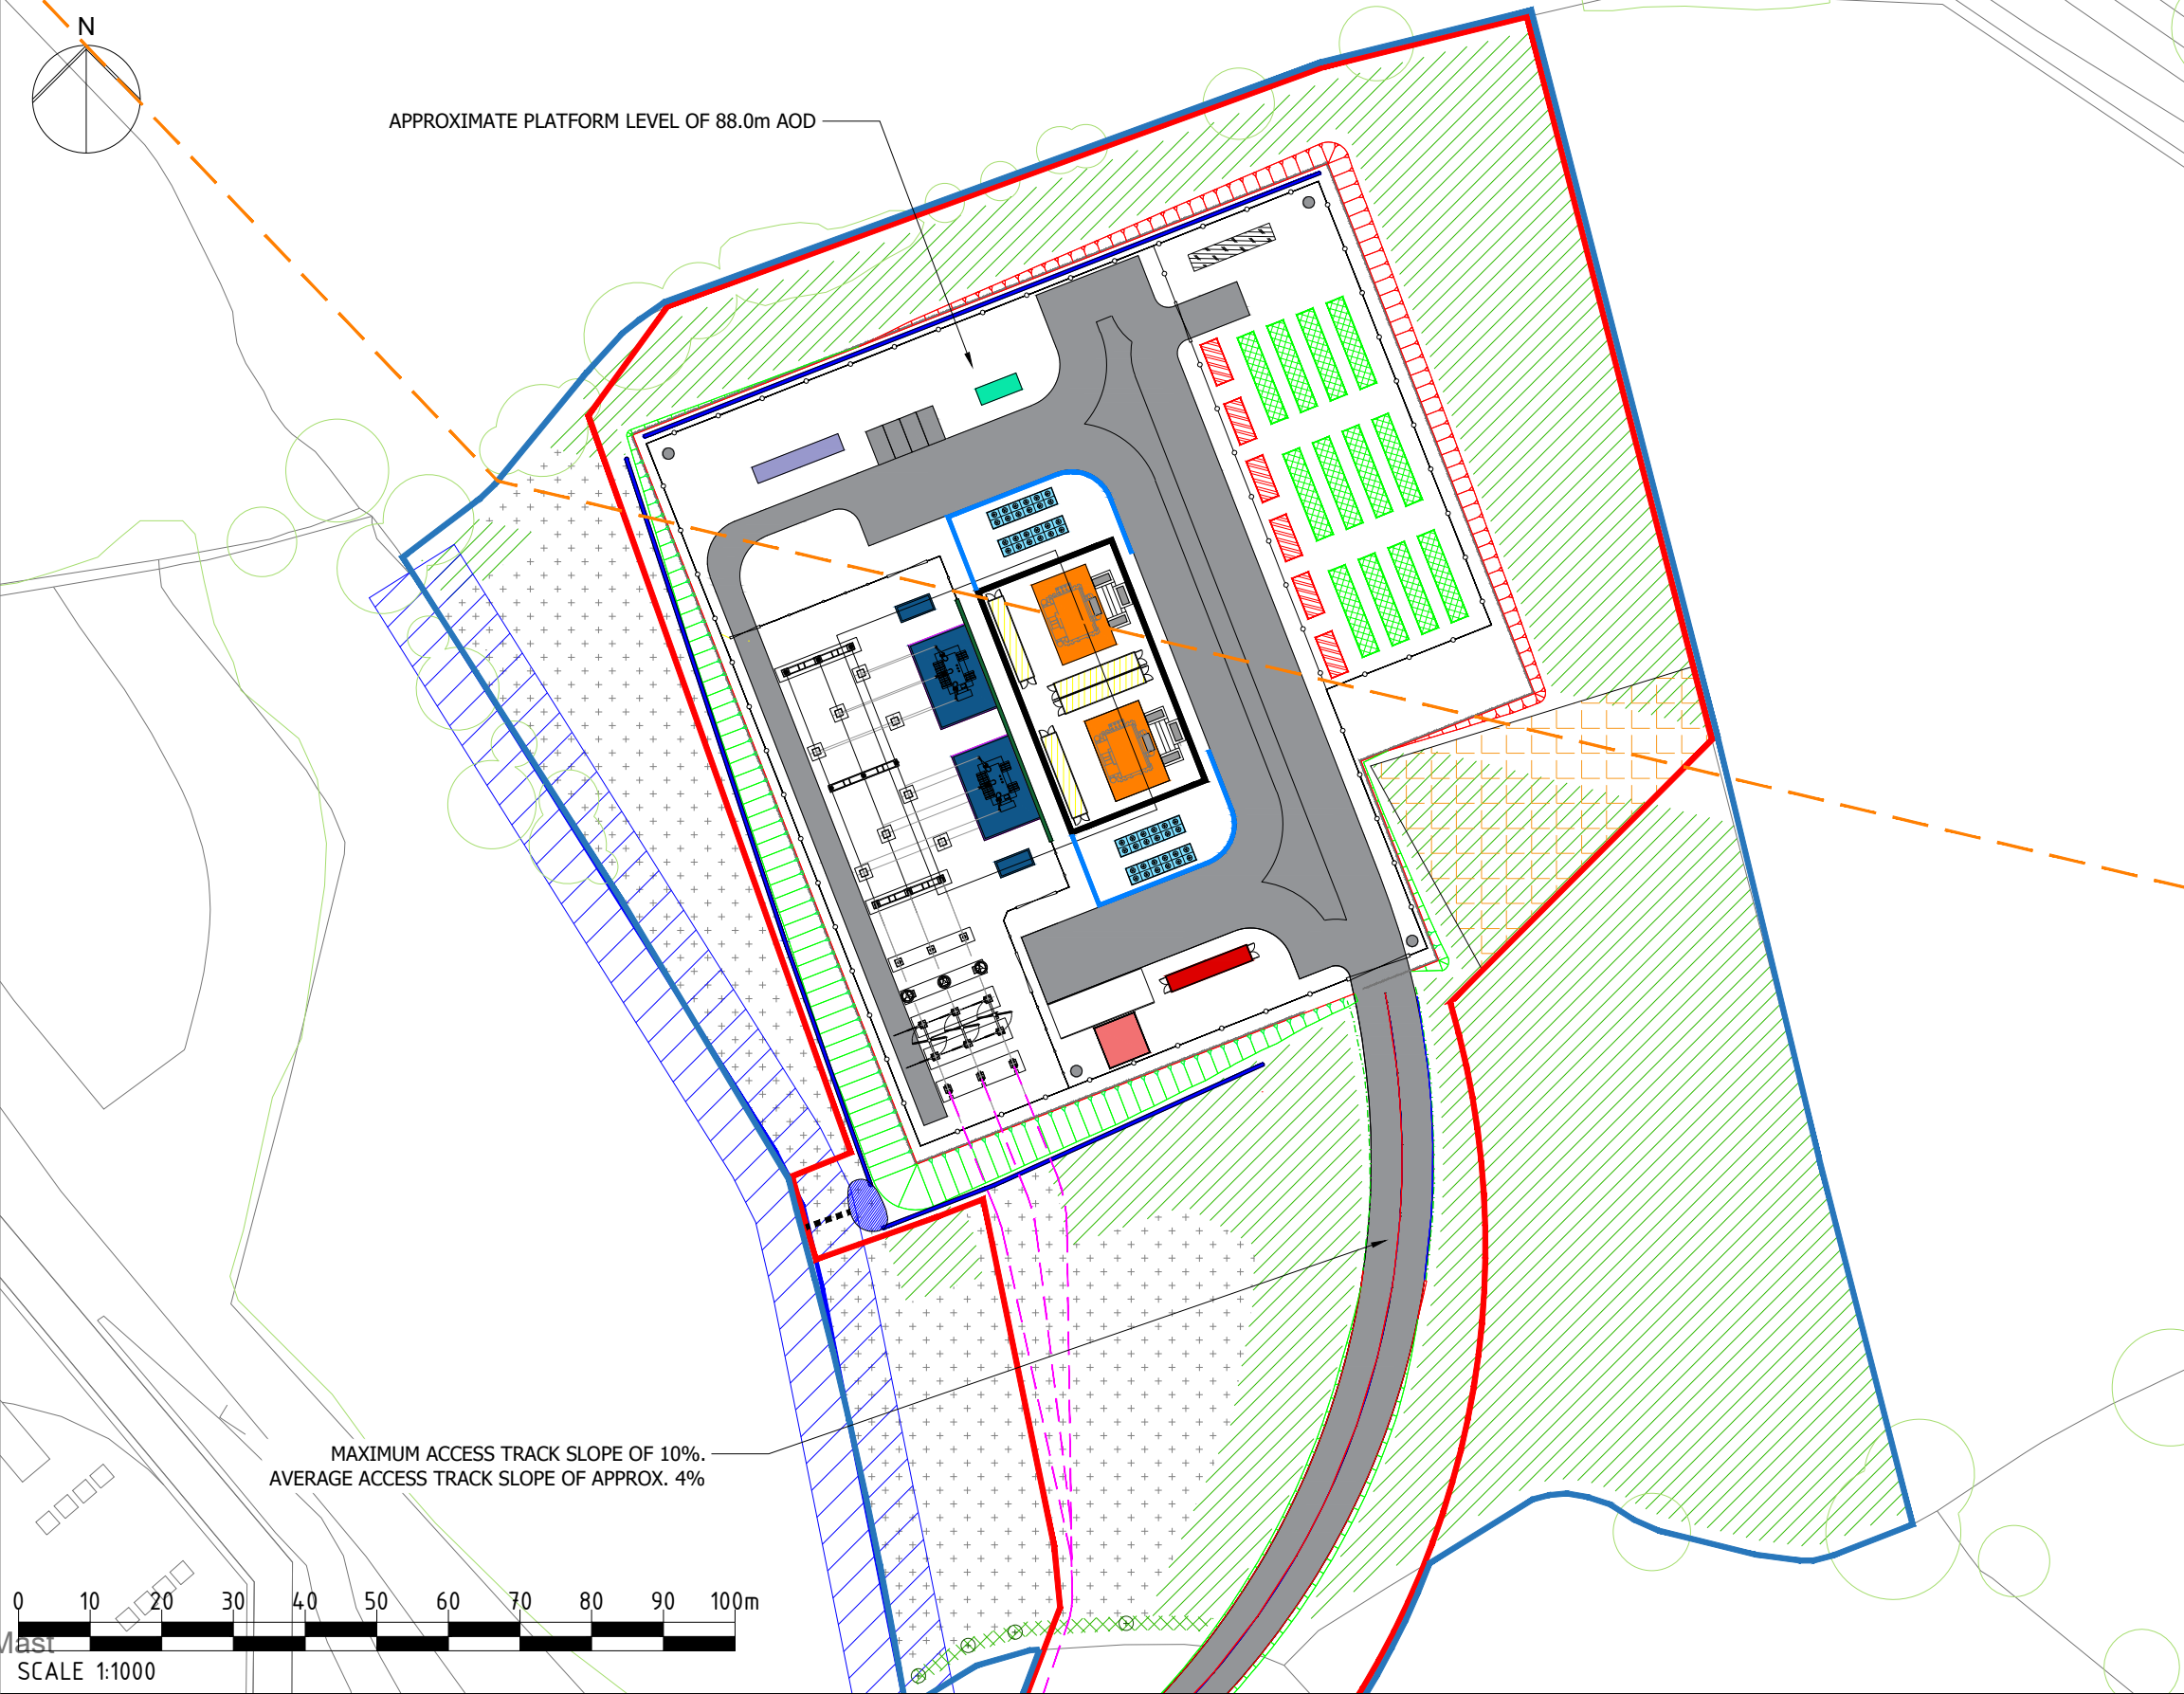 N
APPROXIMATE PLATFORM LEVEL OF 88.0m AOD
MAXIMUM ACCESS TRACK SLOPE OF 10%.
AVERAGE ACCESS TRACK SLOPE OF APPROX. 4%
0 10 20 30 40 50 60 70 80 90 100m
Mast
SCALE 1:1000